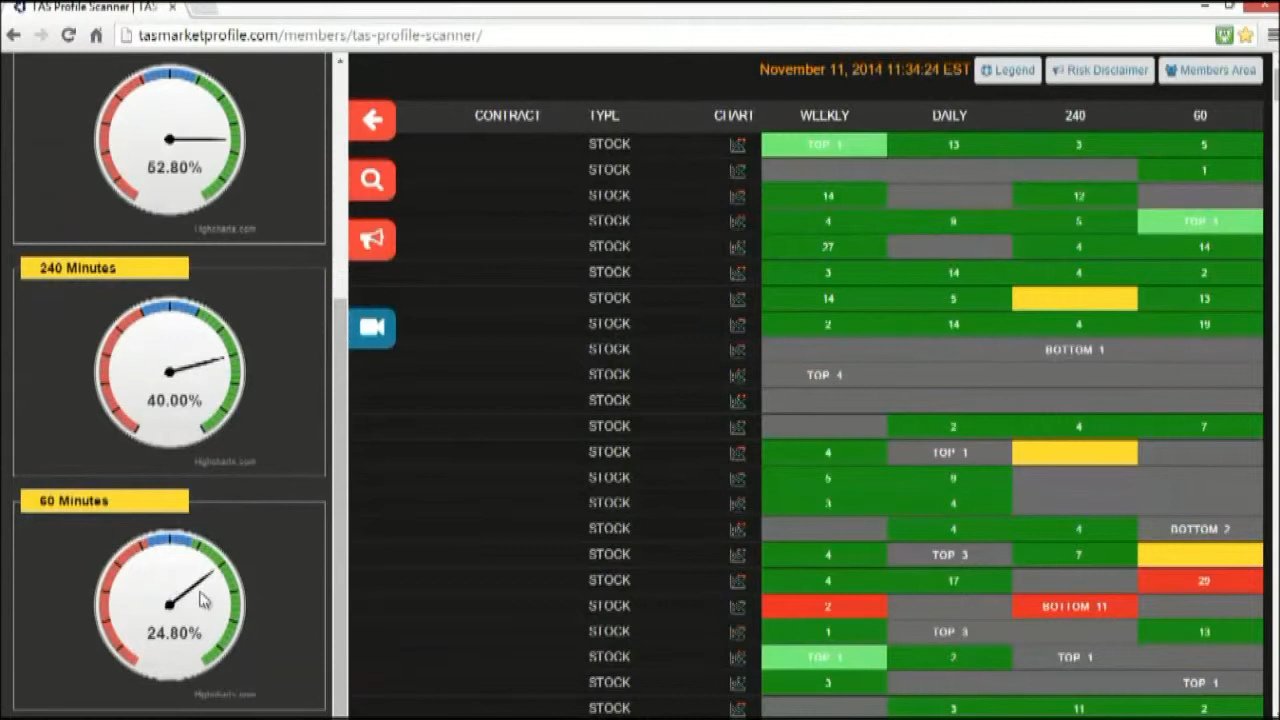 TAS Profile Scanner | TAS
tasmarketprofile.com/members/tas-profile-scanner/
November 11, 2014 11:34:24 EST Legend Risk Disclaimer Members Area
52.80%
Highcharts.com
240 Minutes
40.00%
Highcharts.com
60 Minutes
24.80%
Highcharts.com
CONTRACT TYPE CHART WEEKLY DAILY 240 60
STOCK TOP 1 13 3 5
STOCK 1
STOCK 14 12
STOCK 4 9 5 TOP
STOCK 27 4 14
STOCK 3 14 4 2
STOCK 14 5 13
STOCK 2 14 4 19
STOCK BOTTOM 1
STOCK TOP 4
STOCK
STOCK 2 4 7
STOCK 4 TOP 1
STOCK 5
STOCK 3 4
STOCK 4 4 BOTTOM 2
STOCK 4 TOP 3 7
STOCK 4 17 29
STOCK 2 BOTTOM 11
STOCK 1 TOP 3 13
STOCK TOP 1 2 TOP 1
STOCK 3 TOP 1
STOCK 3 11 2